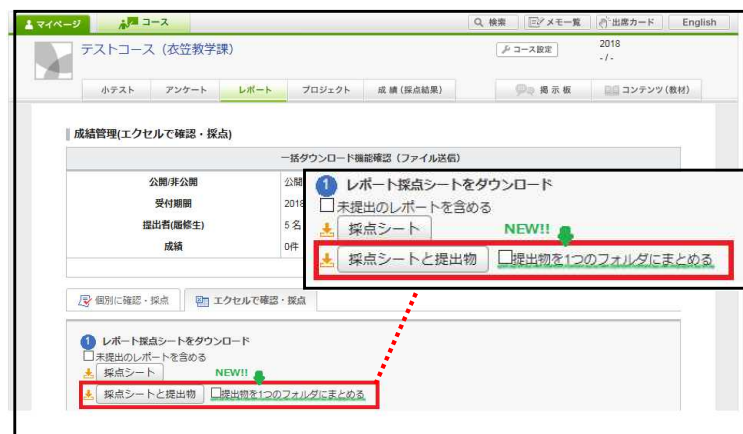 マイページ コース 検索 メモ一覧 出席カード English
テストコース（衣笠教学課） コース設定 2018
- / -
小テスト アンケート レポート プロジェクト 成績(採点結果) 掲示板 コンテンツ(教材)
成績管理(エクセルで確認・採点)
一括ダウンロード機能確認（ファイル送信）
公開/非公開 公開
受付期間 2018
提出者(履修生) 5名
成績 0件
1 レポート採点シートをダウンロード
未提出のレポートを含める
採点シート NEW!!
採点シートと提出物 提出物を1つのフォルダにまとめる
個別に確認・採点 エクセルで確認・採点
1 レポート採点シートをダウンロード
未提出のレポートを含める
採点シート NEW!!
採点シートと提出物 提出物を1つのフォルダにまとめる